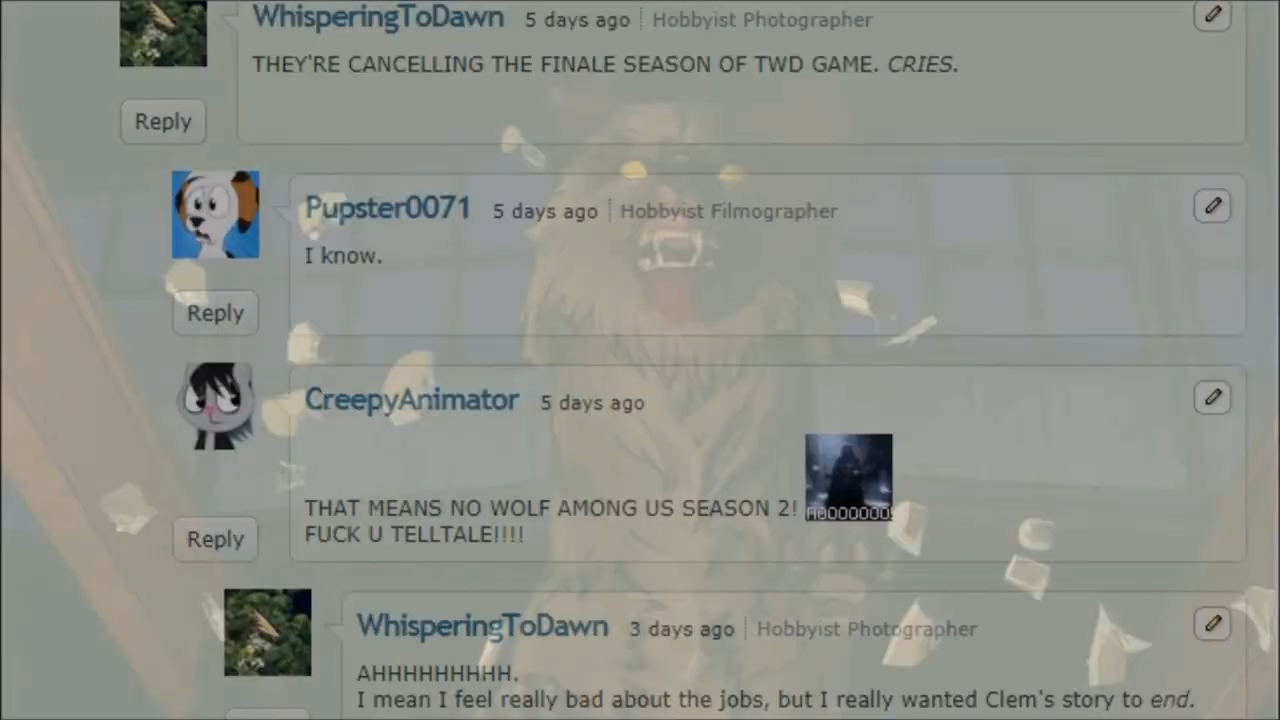 WhisperingToDawn 5 days ago Hobbyist Photographer
THEY'RE CANCELLING THE FINALE SEASON OF TWD GAME. CRIES.
Reply
Pupster0071 5 days ago Hobbyist Filmographer
I know.
Reply
CreepyAnimator 5 days ago
THAT MEANS NO WOLF AMONG US SEASON 2!
FUCK U TELLTALE!!!!
Reply
WhisperingToDawn 3 days ago Hobbyist Photographer
AHHHHHHHHH.
I mean I feel really bad about the jobs, but I really wanted Clem's story to end.